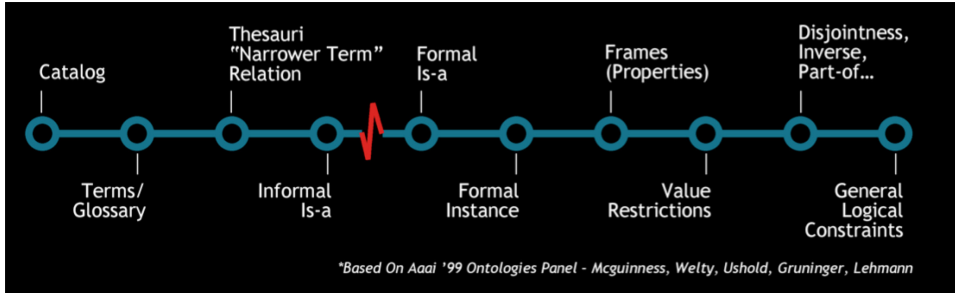 Catalog
Thesauri
“Narrower Term”
Relation
Formal
Is-a
Frames
(Properties)
Disjointness,
Inverse,
Part-of…
Terms/
Glossary
Informal
Is-a
Formal
Instance
Value
Restrictions
General
Logical
Constraints
*Based On Aaai ’99 Ontologies Panel – Mcguinness, Welty, Ushold, Gruninger, Lehmann